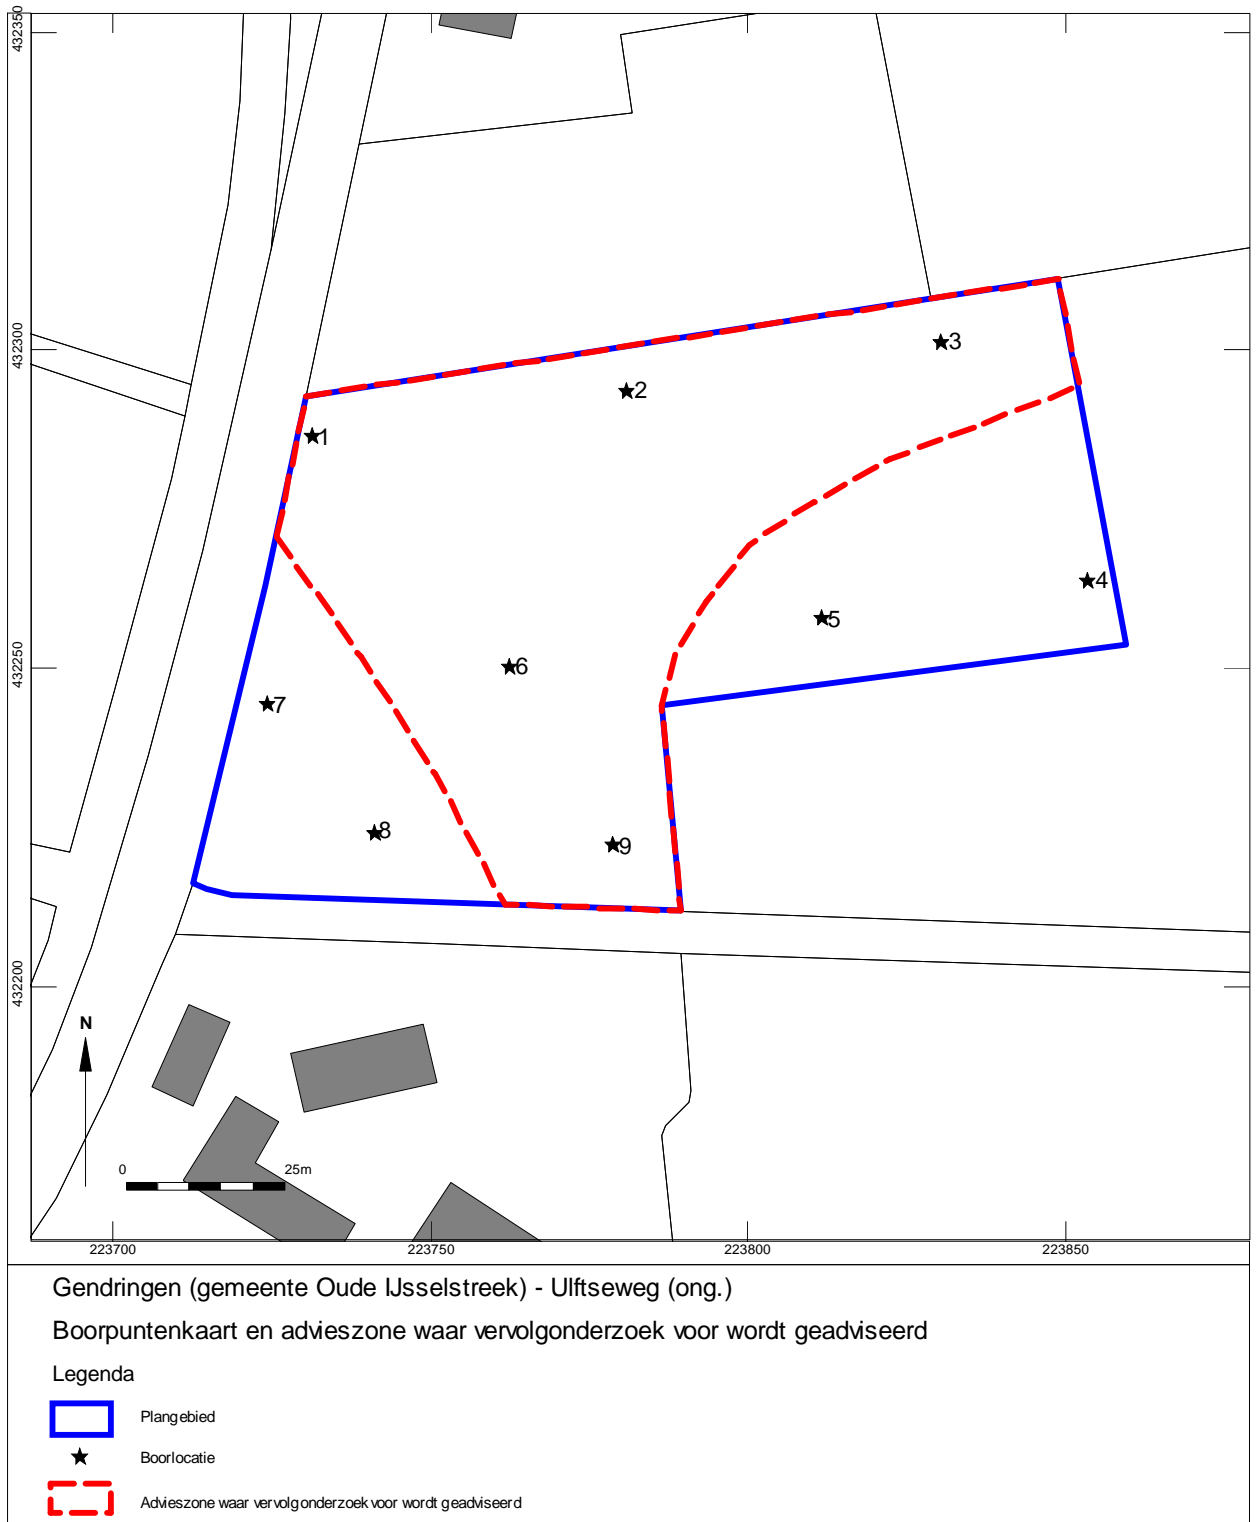 432350
432300
432250
432200
1
2
3
4
5
6
7
8
9
N
0 25m
223700 223750 223800 223850
Gendringen (gemeente Oude IJsselstreek) - Ulftseweg (ong.)
Boorpuntenkaart en advieszone waar vervolgonderzoek voor wordt geadviseerd
Legenda
Plangebied
Boorlocatie
Advieszone waar vervolgonderzoek voor wordt geadviseerd